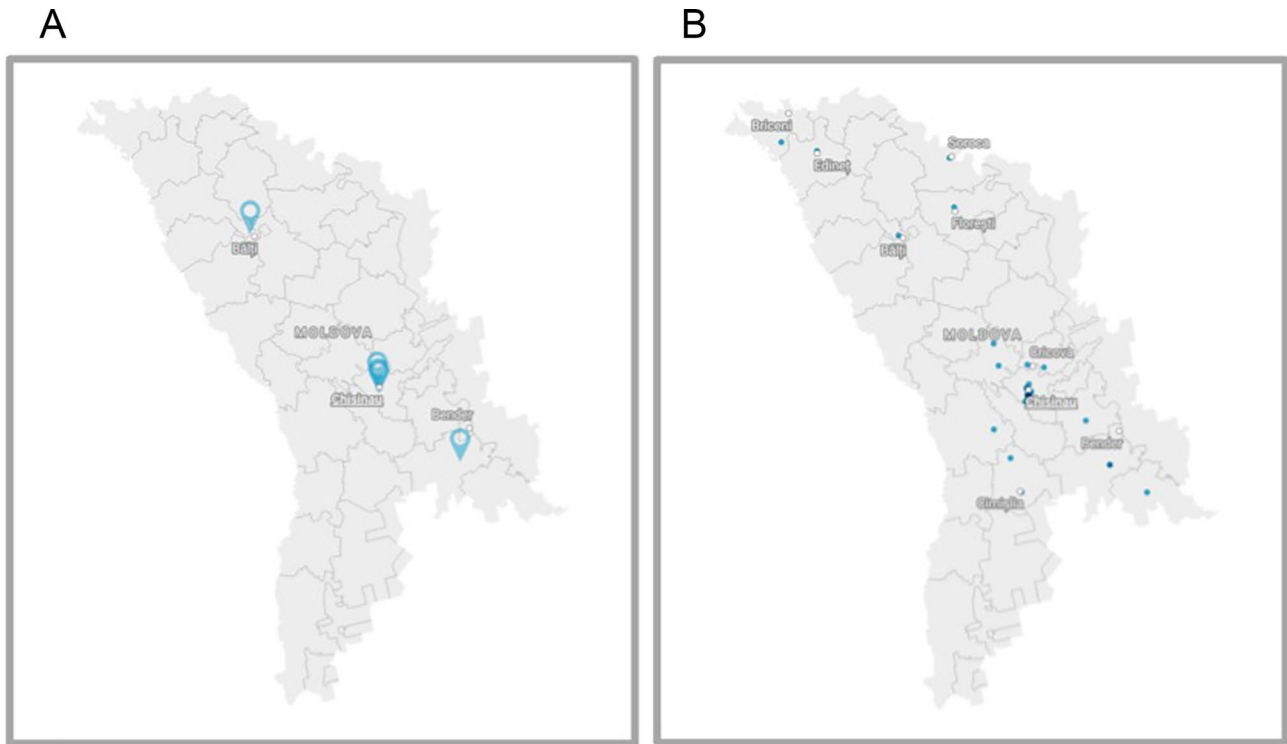 A
B
Bălți
MOLDOVA
Chisinau
Bender
Briceni
Edineț
Soroca
Florești
Bălți
MOLDOVA
Cricova
Chisinau
Bender
Cimișlia